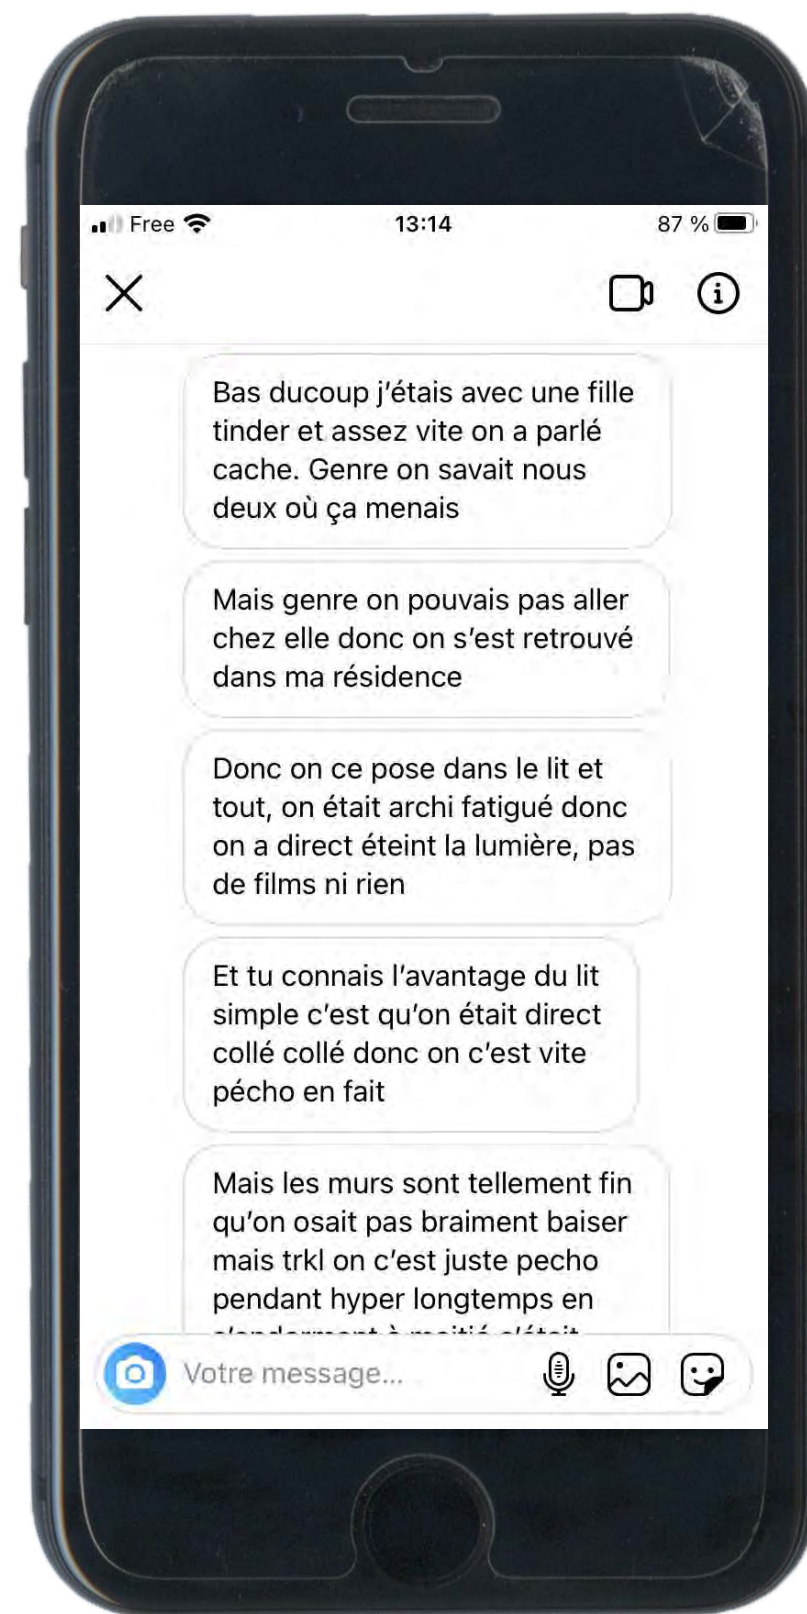 Free
13:14
87 %
Bas ducoup j'étais avec une fille
tinder et assez vite on a parlé
cache. Genre on savait nous
deux où ça menais
Mais genre on pouvais pas aller
chez elle donc on s'est retrouvé
dans ma résidence
Donc on ce pose dans le lit et
tout, on était archi fatigué donc
on a direct éteint la lumière, pas
de films ni rien
Et tu connais l'avantage du lit
simple c'est qu'on était direct
collé collé donc on c'est vite
pécho en fait
Mais les murs sont tellement fin
qu'on osait pas braiment baiser
mais trkl on c'est juste pecho
pendant hyper longtemps en
Votre message...